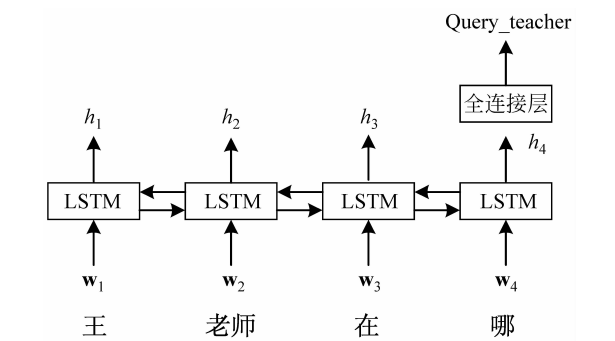 Query_teacher
全连接层
h1 h2 h3 h4
LSTM LSTM LSTM LSTM
w1 w2 w3 w4
王 老师 在 哪